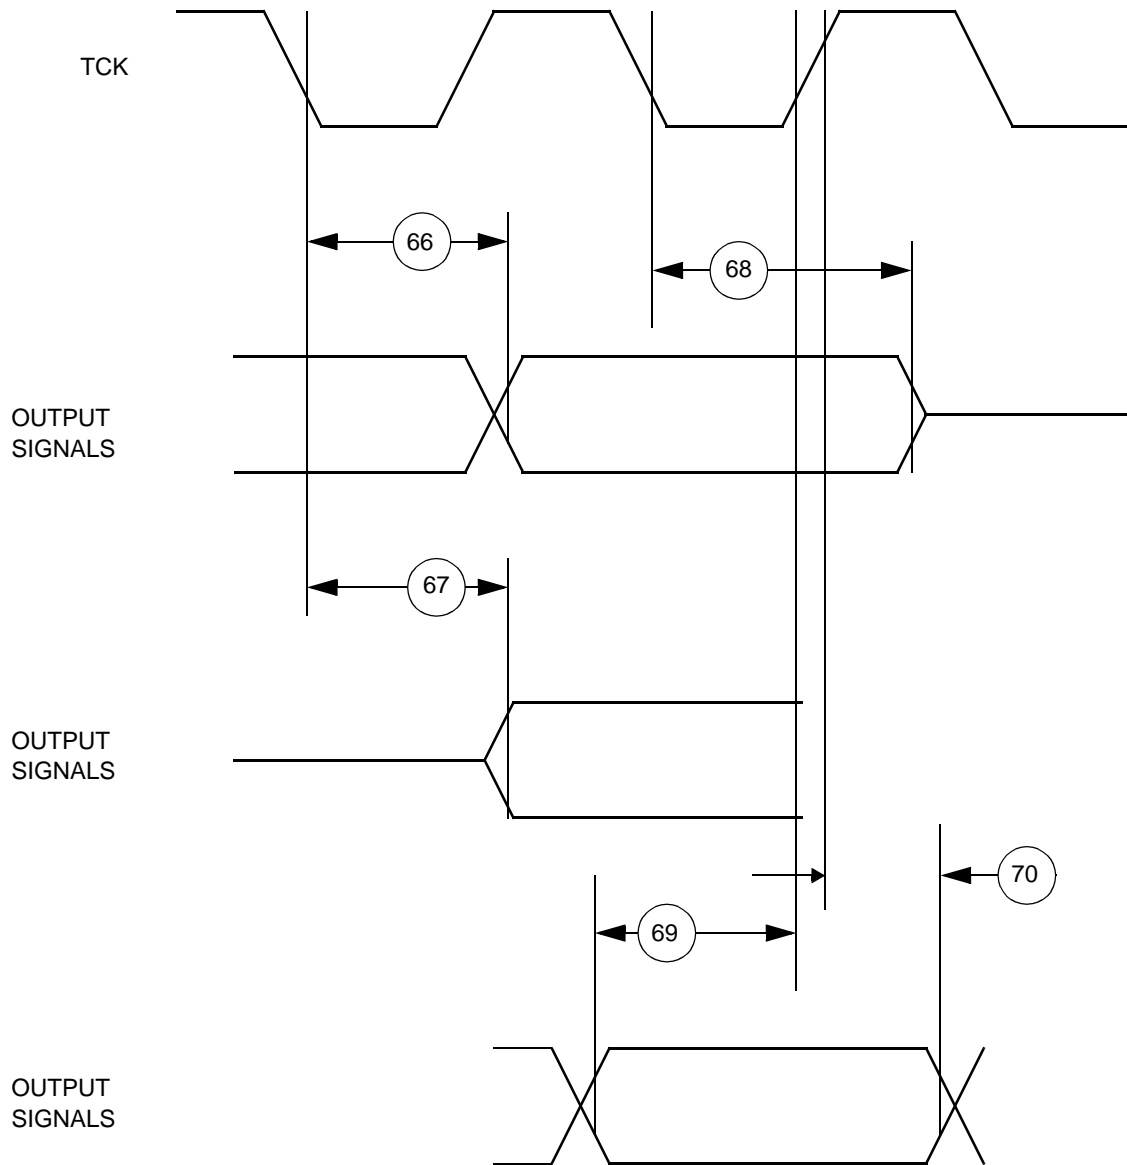 TCK
66
68
OUTPUT
SIGNALS
67
OUTPUT
SIGNALS
70
69
OUTPUT
SIGNALS